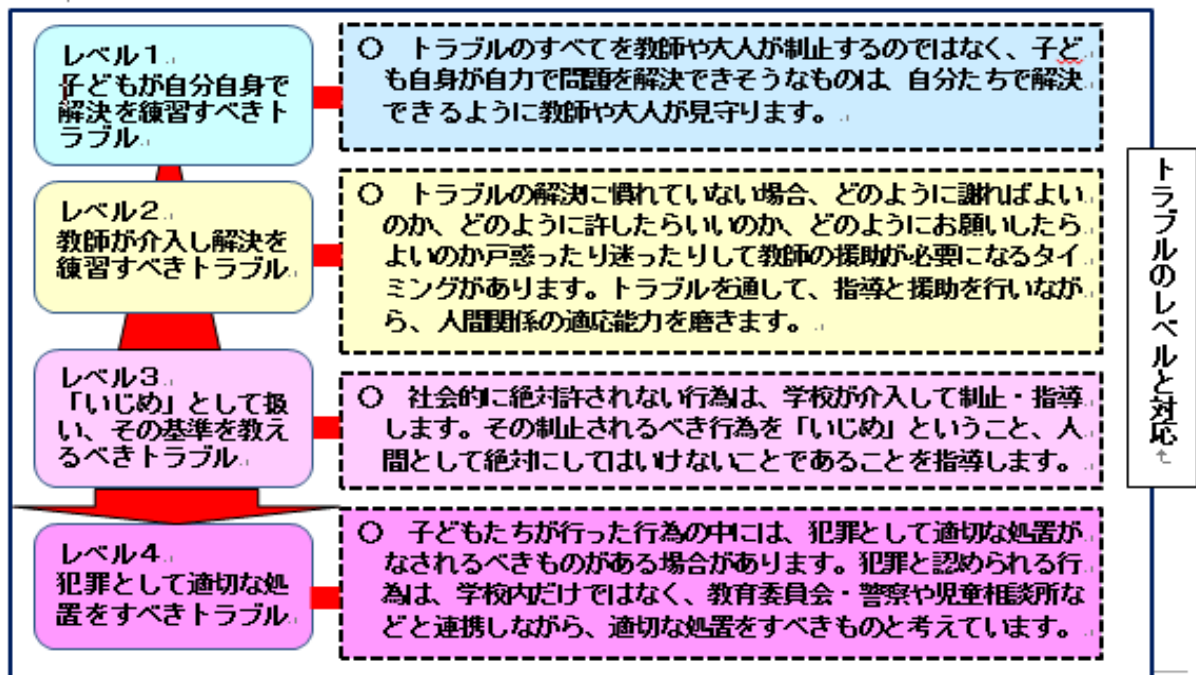 レベル1
子どもが自分自身で
解決を練習すべきト
ラブル
○ トラブルのすべてを教師や大人が制止するのではなく、子ど
も自身が自力で問題を解決できそうなものは、自分たちで解決
できるように教師や大人が見守ります。
レベル2
教師が介入し解決を
練習すべきトラブル
○ トラブルの解決に慣れていない場合、どのように謝ればよい
のか、どのように許したらいいのか、どのようにお願いしたら
よいのか戸惑ったり迷ったりして教師の援助が必要になるタイ
ミングがあります。トラブルを通して、指導と援助を行いなが
ら、人間関係の適応能力を磨きます。
レベル3
「いじめ」として扱
い、その基準を教え
るべきトラブル
○ 社会的に絶対許されない行為は、学校が介入して制止・指導
します。その制止されるべき行為を「いじめ」ということ、人
間として絶対にしてはいけないことであることを指導します。
レベル4
犯罪として適切な処
置をすべきトラブル
○ 子どもたちが行った行為の中には、犯罪として適切な処置が
なされるべきものがある場合があります。犯罪と認められる行
為は、学校内だけではなく、教育委員会・警察や児童相談所な
どと連携しながら、適切な処置をすべきものと考えています。
トラブルのレベルと対応